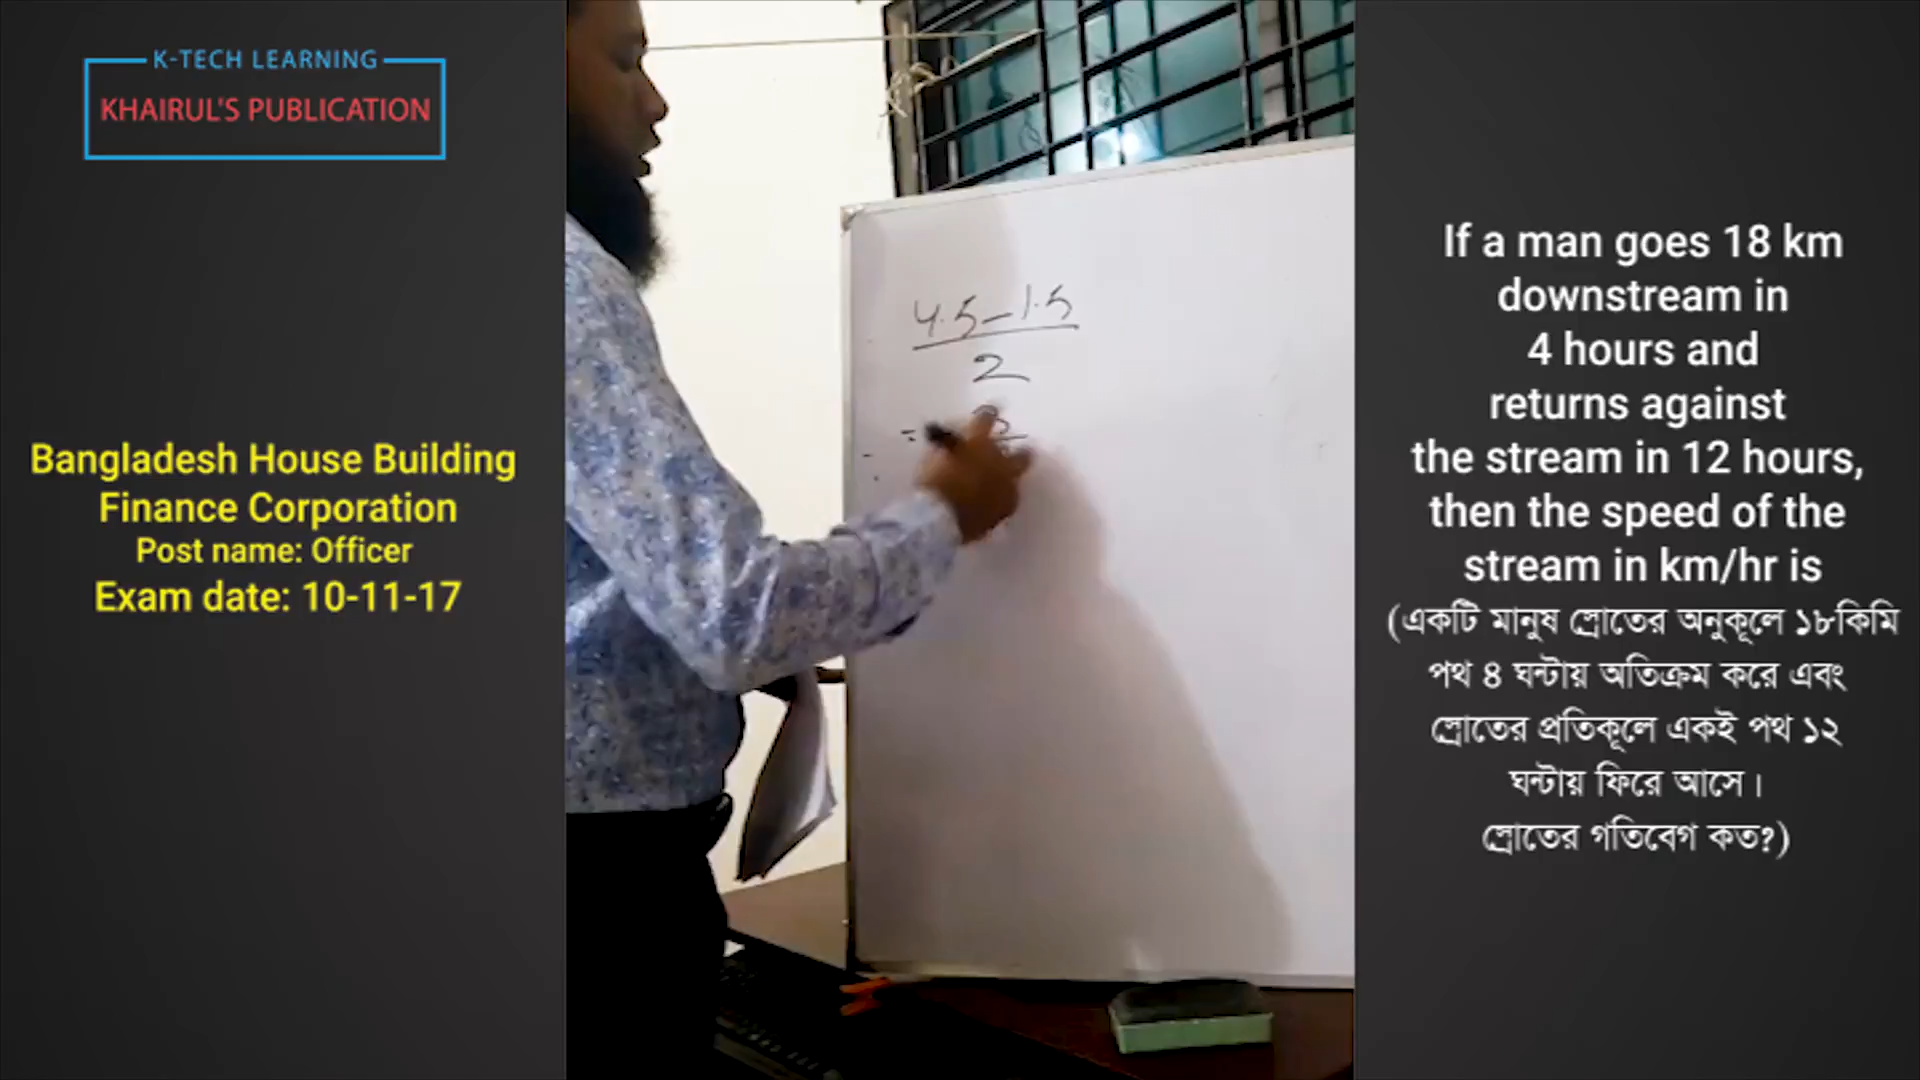 K-TECH LEARNING
KHAIRUL'S PUBLICATION
Bangladesh House Building
Finance Corporation
Post name: Officer
Exam date: 10-11-17
4.5-1.5
2
=
If a man goes 18 km
downstream in
4 hours and
returns against
the stream in 12 hours,
then the speed of the
stream in km/hr is
(একটি মানুষ স্রোতের অনুকূলে ১৮কিমি
পথ ৪ ঘন্টায় অতিক্রম করে এবং
স্রোতের প্রতিকূলে একই পথ ১২
ঘন্টায় ফিরে আসে।
স্রোতের গতিবেগ কত?)